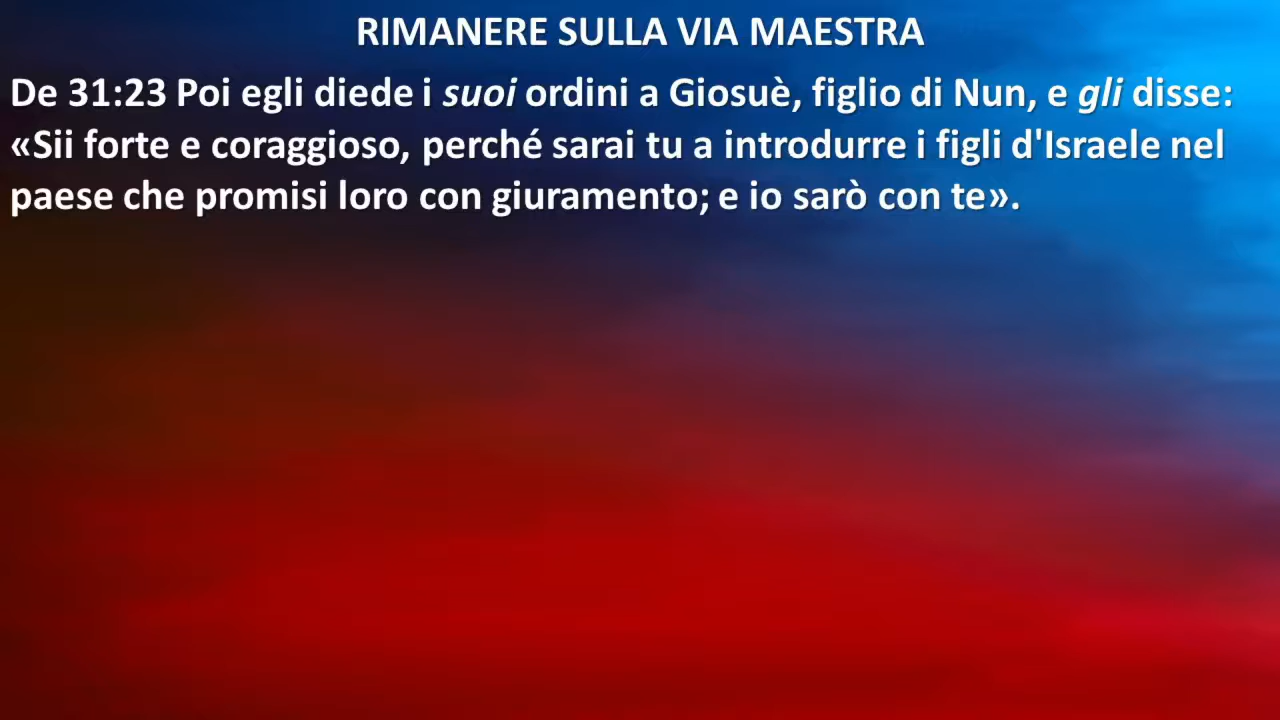 RIMANERE SULLA VIA MAESTRA
De 31:23 Poi egli diede i suoi ordini a Giosuè, figlio di Nun, e gli disse:
«Sii forte e coraggioso, perché sarai tu a introdurre i figli d'Israele nel
paese che promisi loro con giuramento; e io sarò con te».